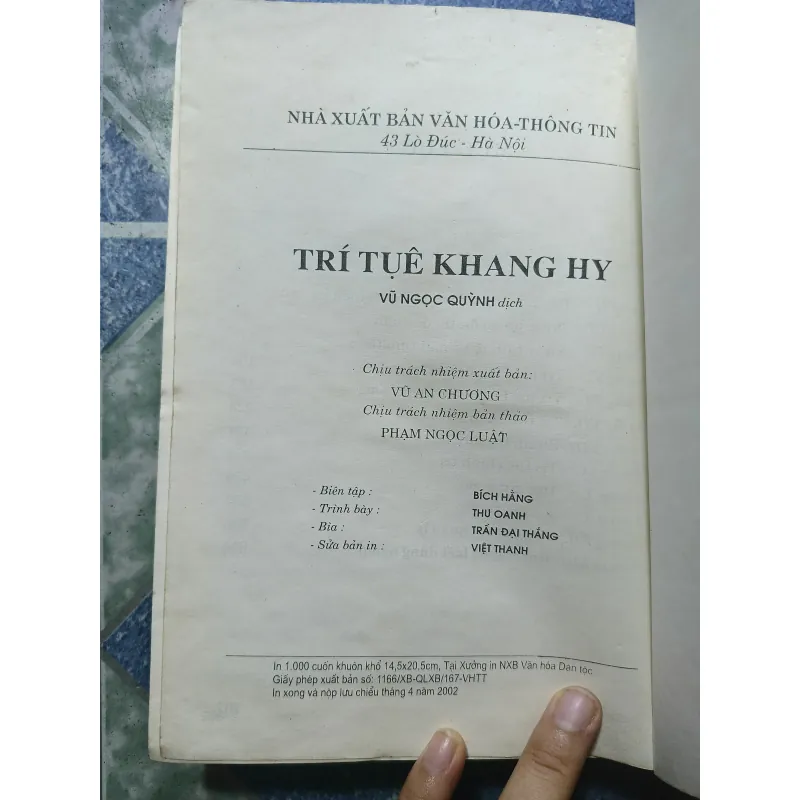 NHÀ XUẤT BẢN VĂN HÓA-THÔNG TIN
43 Lò Đúc - Hà Nội
TRÍ TUỆ KHANG HY
VŨ NGỌC QUỲNH dịch
Chịu trách nhiệm xuất bản:
VŨ AN CHƯƠNG
Chịu trách nhiệm bản thảo
PHẠM NGỌC LUẬT
- Biên tập : BÍCH HẰNG
- Trình bày : THU OANH
- Bìa : TRẦN ĐẠI THẮNG
- Sửa bản in : VIỆT THANH
In 1.000 cuốn khuôn khổ 14,5x20,5cm, Tại Xưởng in NXB Văn hóa Dân tộc
Giấy phép xuất bản số: 1166/XB-QLXB/167-VHTT
In xong và nộp lưu chiểu tháng 4 năm 2002